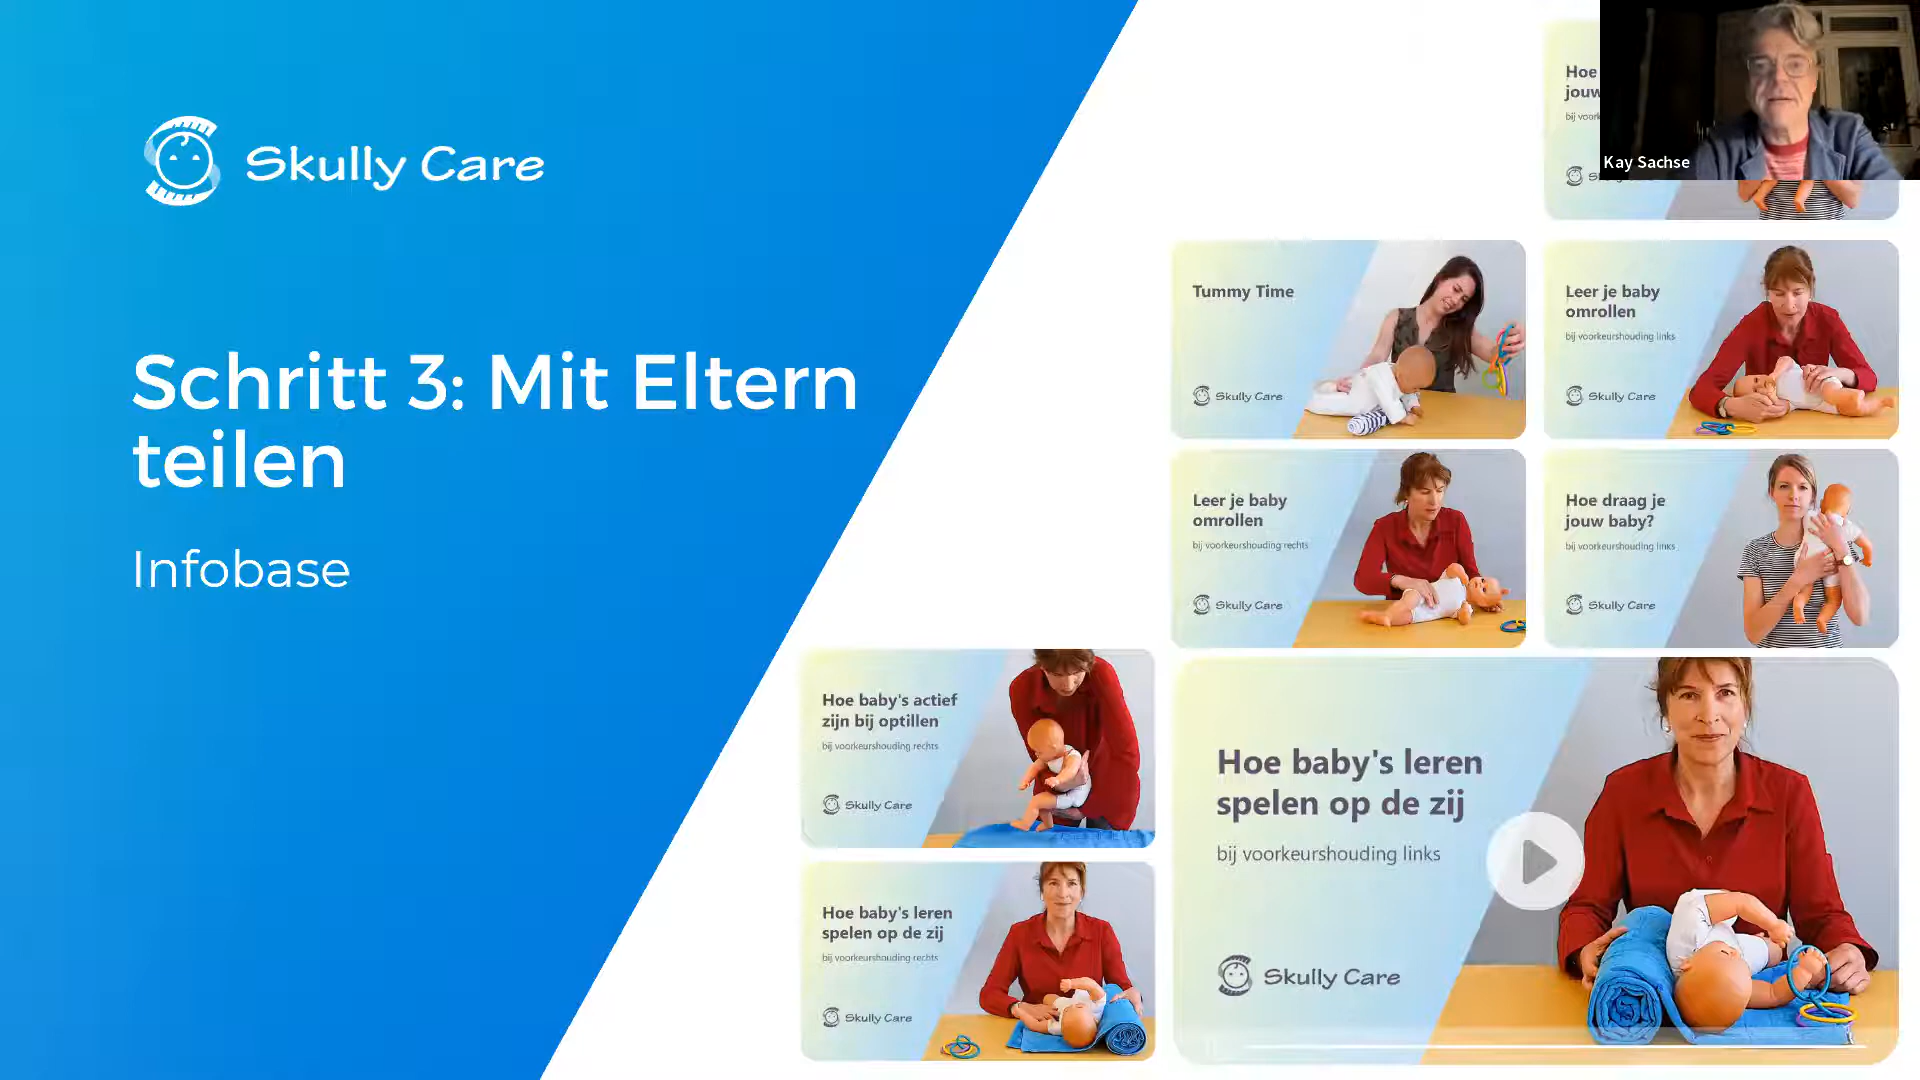 Skully Care
Schritt 3: Mit Eltern
teilen
Infobase
Hoe
jouw
bij voor
Kay Sachse
Tummy Time
Skully Care
Leer je baby
omrollen
bij voorkeurshouding links
Skully Care
Leer je baby
omrollen
bij voorkeurshouding rechts
Skully Care
Hoe draag je
jouw baby?
bij voorkeurshouding links
Skully Care
Hoe baby's actief
zijn bij optillen
bij voorkeurshouding rechts
Skully Care
Hoe baby's leren
spelen op de zij
bij voorkeurshouding rechts
Skully Care
Hoe baby's leren
spelen op de zij
bij voorkeurshouding links
Skully Care